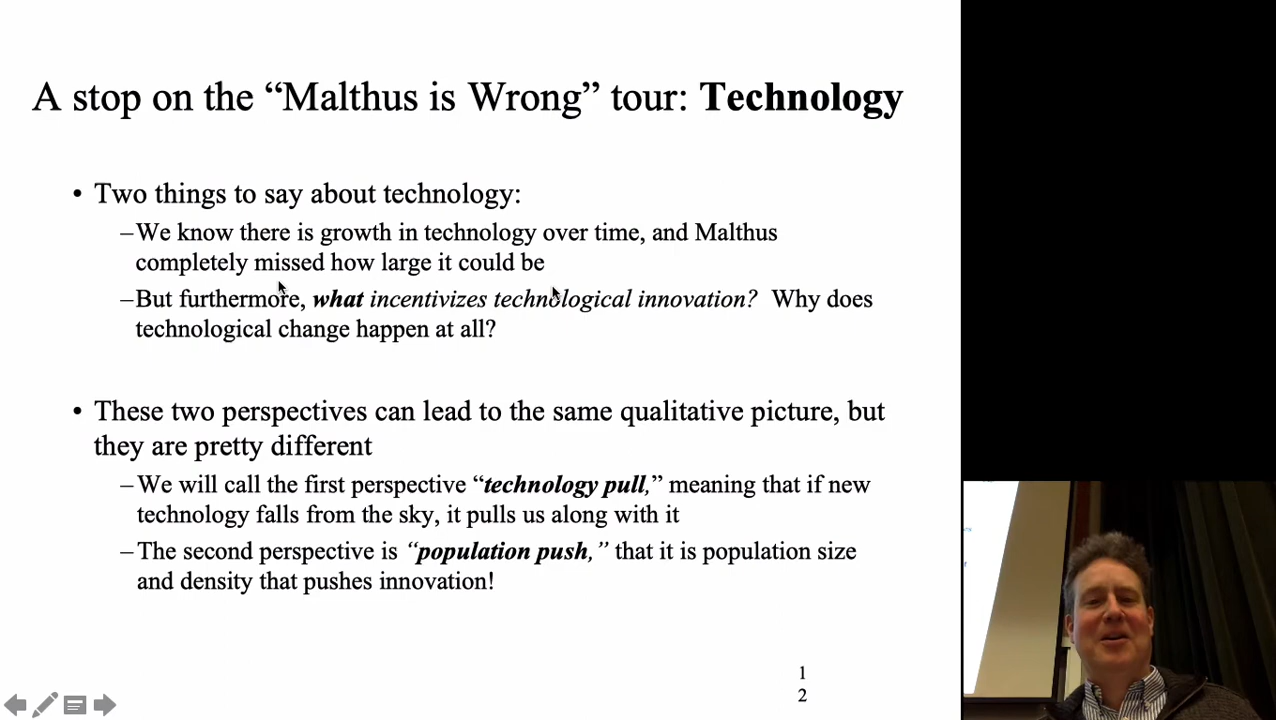 A stop on the “Malthus is Wrong” tour: Technology
• Two things to say about technology:
–We know there is growth in technology over time, and Malthus
completely missed how large it could be
–But furthermore, what incentivizes technological innovation? Why does
technological change happen at all?
• These two perspectives can lead to the same qualitative picture, but
they are pretty different
–We will call the first perspective “technology pull,” meaning that if new
technology falls from the sky, it pulls us along with it
–The second perspective is “population push,” that it is population size
and density that pushes innovation!
1
2